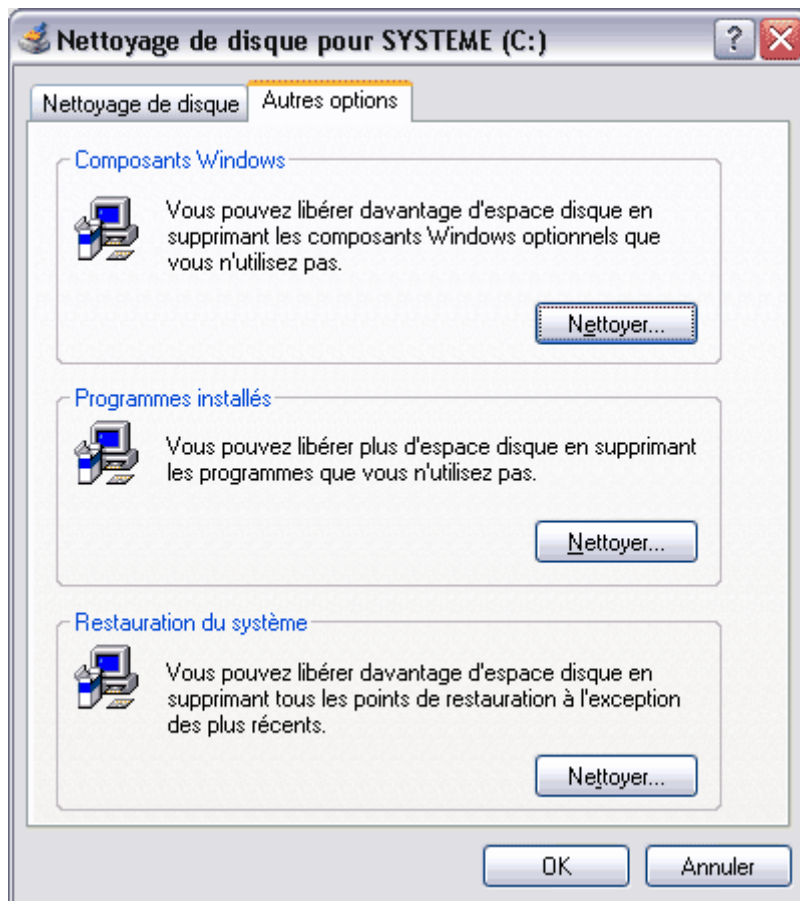 Nettoyage de disque pour SYSTEME (C:)
?
Nettoyage de disque
Autres options
Composants Windows
Vous pouvez libérer davantage d'espace disque en
supprimant les composants Windows optionnels que
vous n'utilisez pas.
Nettoyer...
Programmes installés
Vous pouvez libérer plus d'espace disque en supprimant
les programmes que vous n'utilisez pas.
Nettoyer...
Restauration du système
Vous pouvez libérer davantage d'espace disque en
supprimant tous les points de restauration à l'exception
des plus récents.
Nettoyer...
OK
Annuler